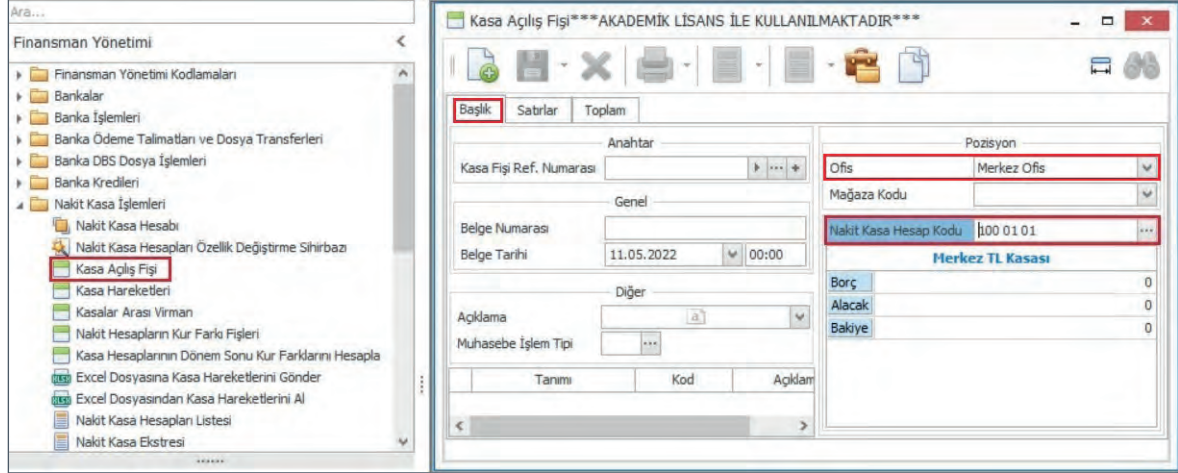 Ara...
Finansman Yönetimi
Finansman Yönetimi Kodlamaları
Bankalar
Banka İşlemleri
Banka Ödeme Talimatları ve Dosya Transferleri
Banka DBS Dosya İşlemleri
Banka Kredileri
Nakit Kasa İşlemleri
Nakit Kasa Hesabı
Nakit Kasa Hesapları Özellik Değiştirme Sihirbazı
Kasa Açılış Fişi
Kasa Hareketleri
Kasalar Arası Virman
Nakit Hesapların Kur Farkı Fişleri
Kasa Hesaplarının Dönem Sonu Kur Farklarını Hesapla
Excel Dosyasına Kasa Hareketlerini Gönder
Excel Dosyasından Kasa Hareketlerini Al
Nakit Kasa Hesapları Listesi
Nakit Kasa Ekstresi
Kasa Açılış Fişi***AKADEMİK LİSANS İLE KULLANILMAKTADIR***
Başlık Satırlar Toplam
Anahtar
Kasa Fişi Ref. Numarası
Genel
Belge Numarası
Belge Tarihi 11.05.2022 00:00
Diğer
Açıklama
Muhasebe İşlem Tipi
Tanımı Kod Açıklam
Pozisyon
Ofis Merkez Ofis
Mağaza Kodu
Nakit Kasa Hesap Kodu 100 01 01
Merkez TL Kasası
Borç 0
Alacak 0
Bakiye 0